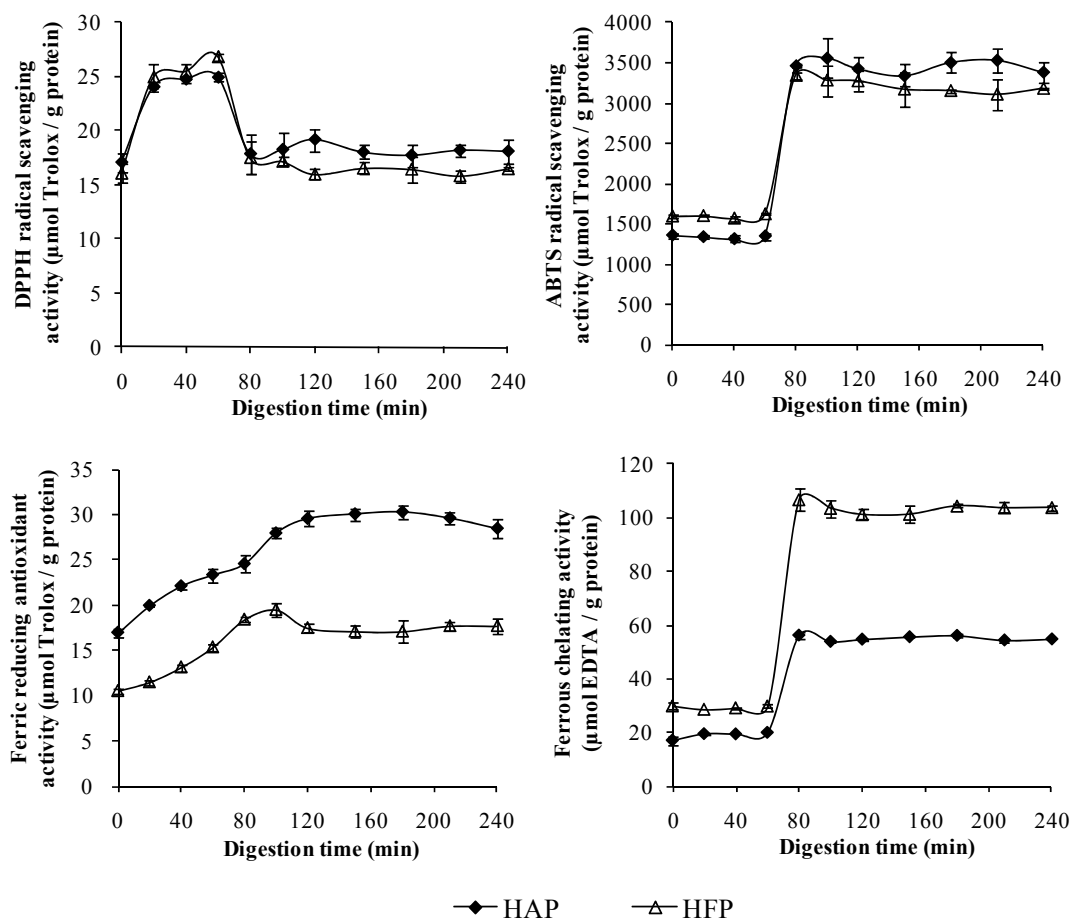 DPPH radical scavenging
activity (µmol Trolox / g protein)
30
25
20
15
10
5
0
0 40 80 120 160 200 240
Digestion time (min)
ABTS radical scavenging
activity (µmol Trolox / g protein)
4000
3500
3000
2500
2000
1500
1000
500
0
0 40 80 120 160 200 240
Digestion time (min)
Ferric reducing antioxidant
activity (µmol Trolox / g protein)
35
30
25
20
15
10
5
0
0 40 80 120 160 200 240
Digestion time (min)
Ferrous chelating activity
(µmol EDTA / g protein)
120
100
80
60
40
20
0
0 40 80 120 160 200 240
Digestion time (min)
HAP HFP